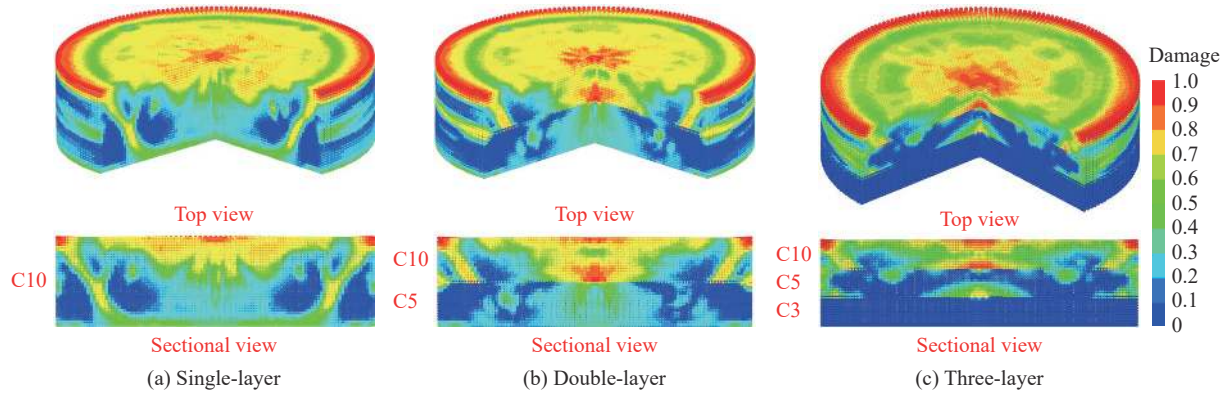 Damage
1.0
0.9
0.8
0.7
0.6
0.5
0.4
0.3
0.2
0.1
0
Top view
Top view
Top view
C10
C10
C5
C10
C5
C3
Sectional view
Sectional view
Sectional view
(a) Single-layer
(b) Double-layer
(c) Three-layer